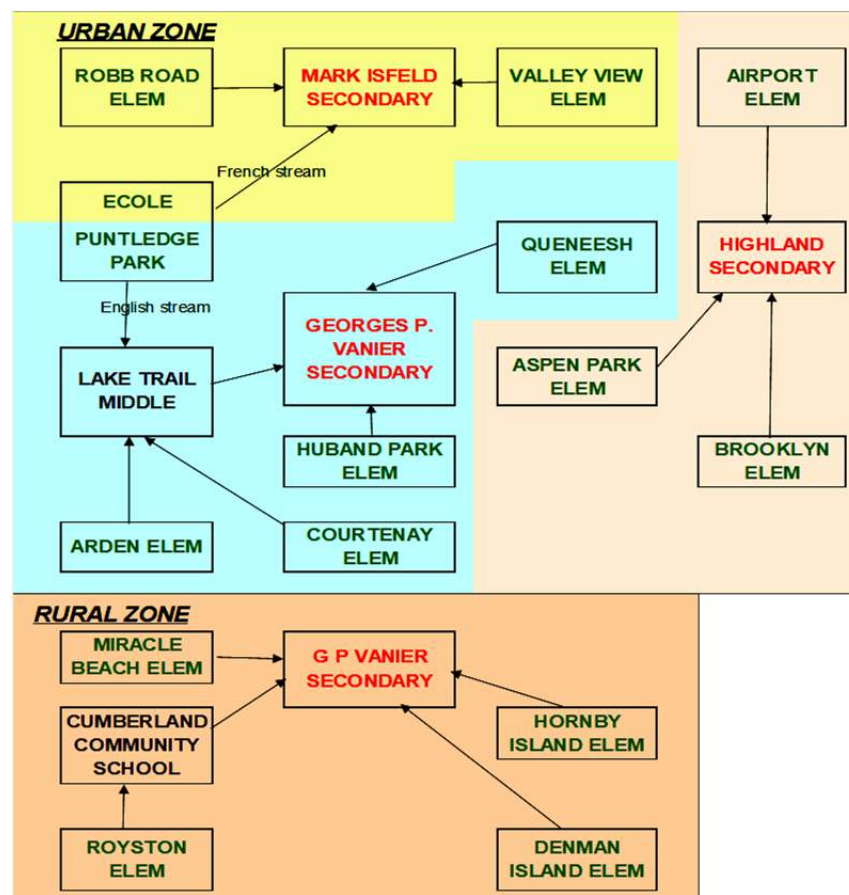 URBAN ZONE
ROBB ROAD
ELEM
MARK ISFELD
SECONDARY
VALLEY VIEW
ELEM
AIRPORT
ELEM
French stream
ECOLE
PUNTLEDGE
PARK
QUENEESH
ELEM
HIGHLAND
SECONDARY
English stream
GEORGES P.
VANIER
SECONDARY
LAKE TRAIL
MIDDLE
ASPEN PARK
ELEM
HUBAND PARK
ELEM
BROOKLYN
ELEM
ARDEN ELEM
COURTENAY
ELEM
RURAL ZONE
MIRACLE
BEACH ELEM
G P VANIER
SECONDARY
CUMBERLAND
COMMUNITY
SCHOOL
HORNBY
ISLAND ELEM
ROYSTON
ELEM
DENMAN
ISLAND ELEM